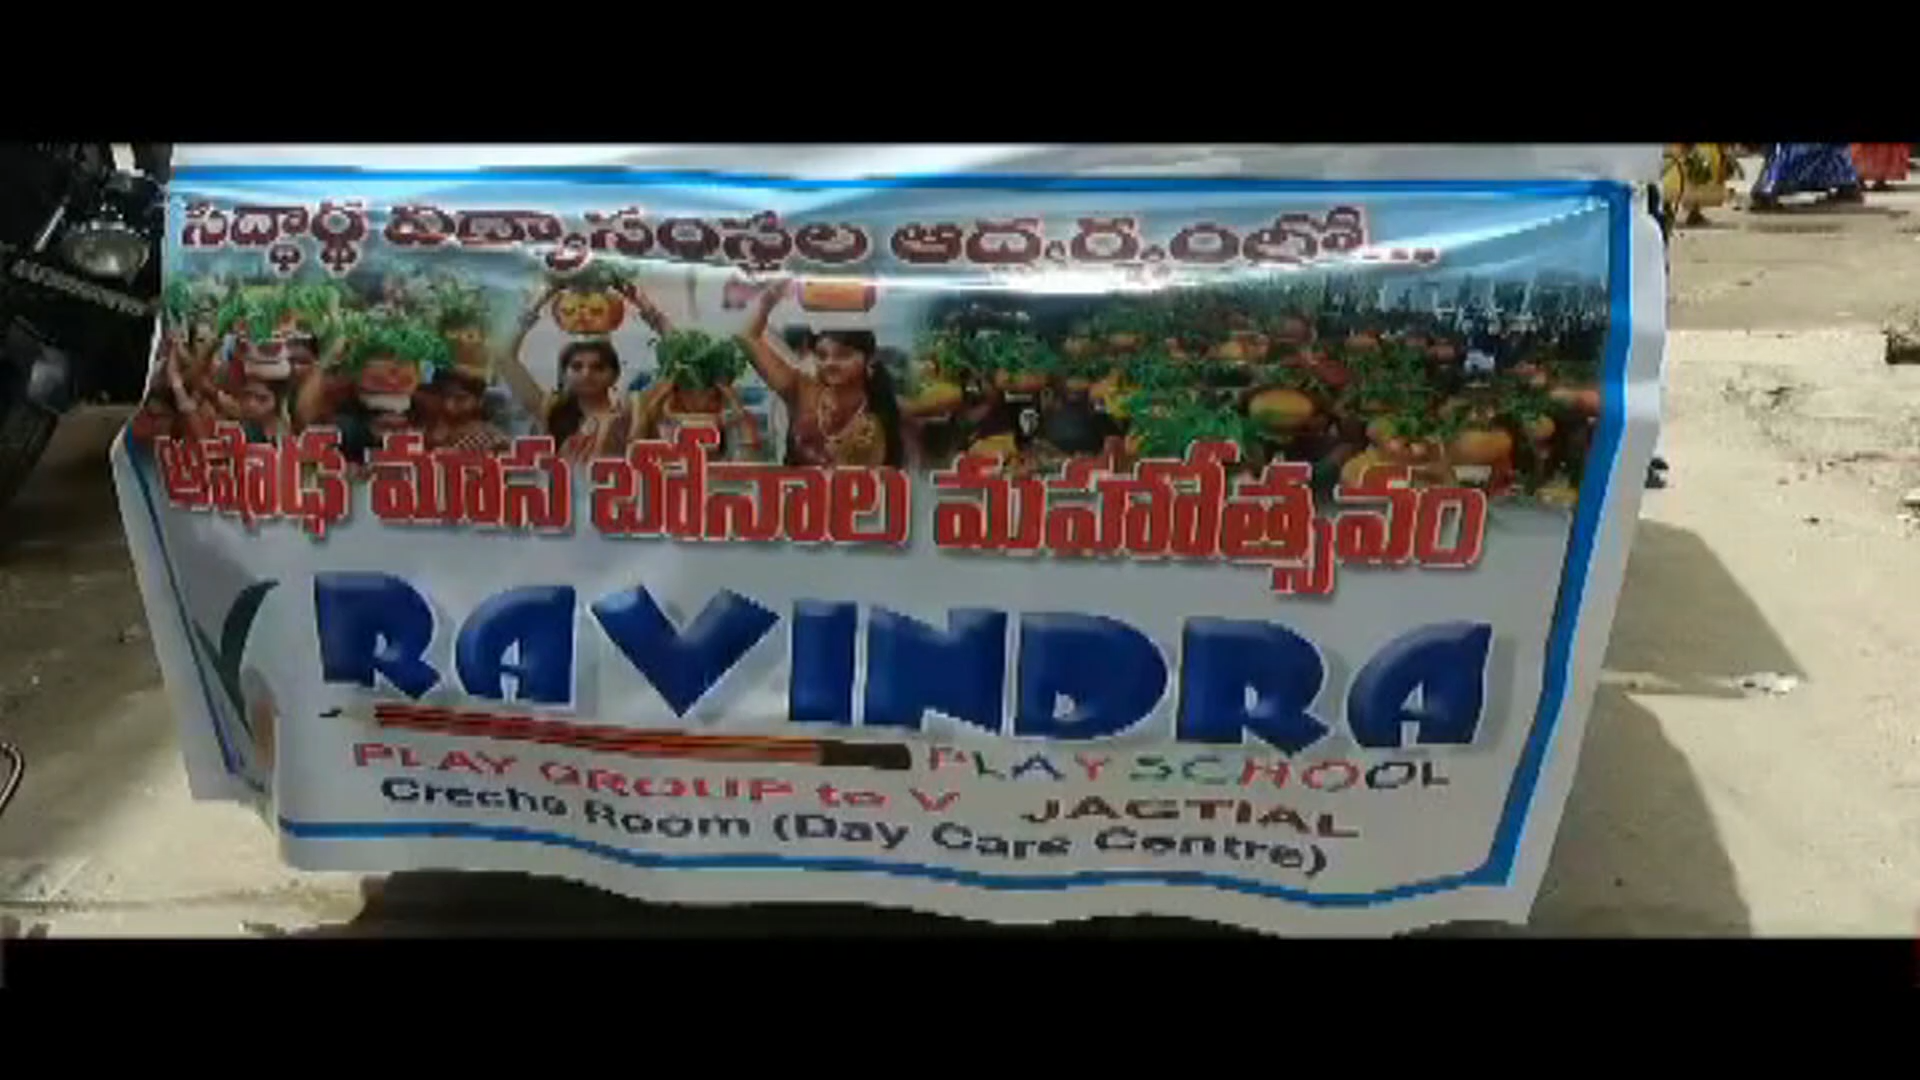 సిద్ధార్థ విద్యాసంస్థల ఆధ్వర్యంలో...
ఆషాఢ మాస బోనాల మహోత్సవం
RAVINDRA
PLAY SCHOOL
PLAY GROUP to V JAGTIAL
Creche Room (Day Care Centre)